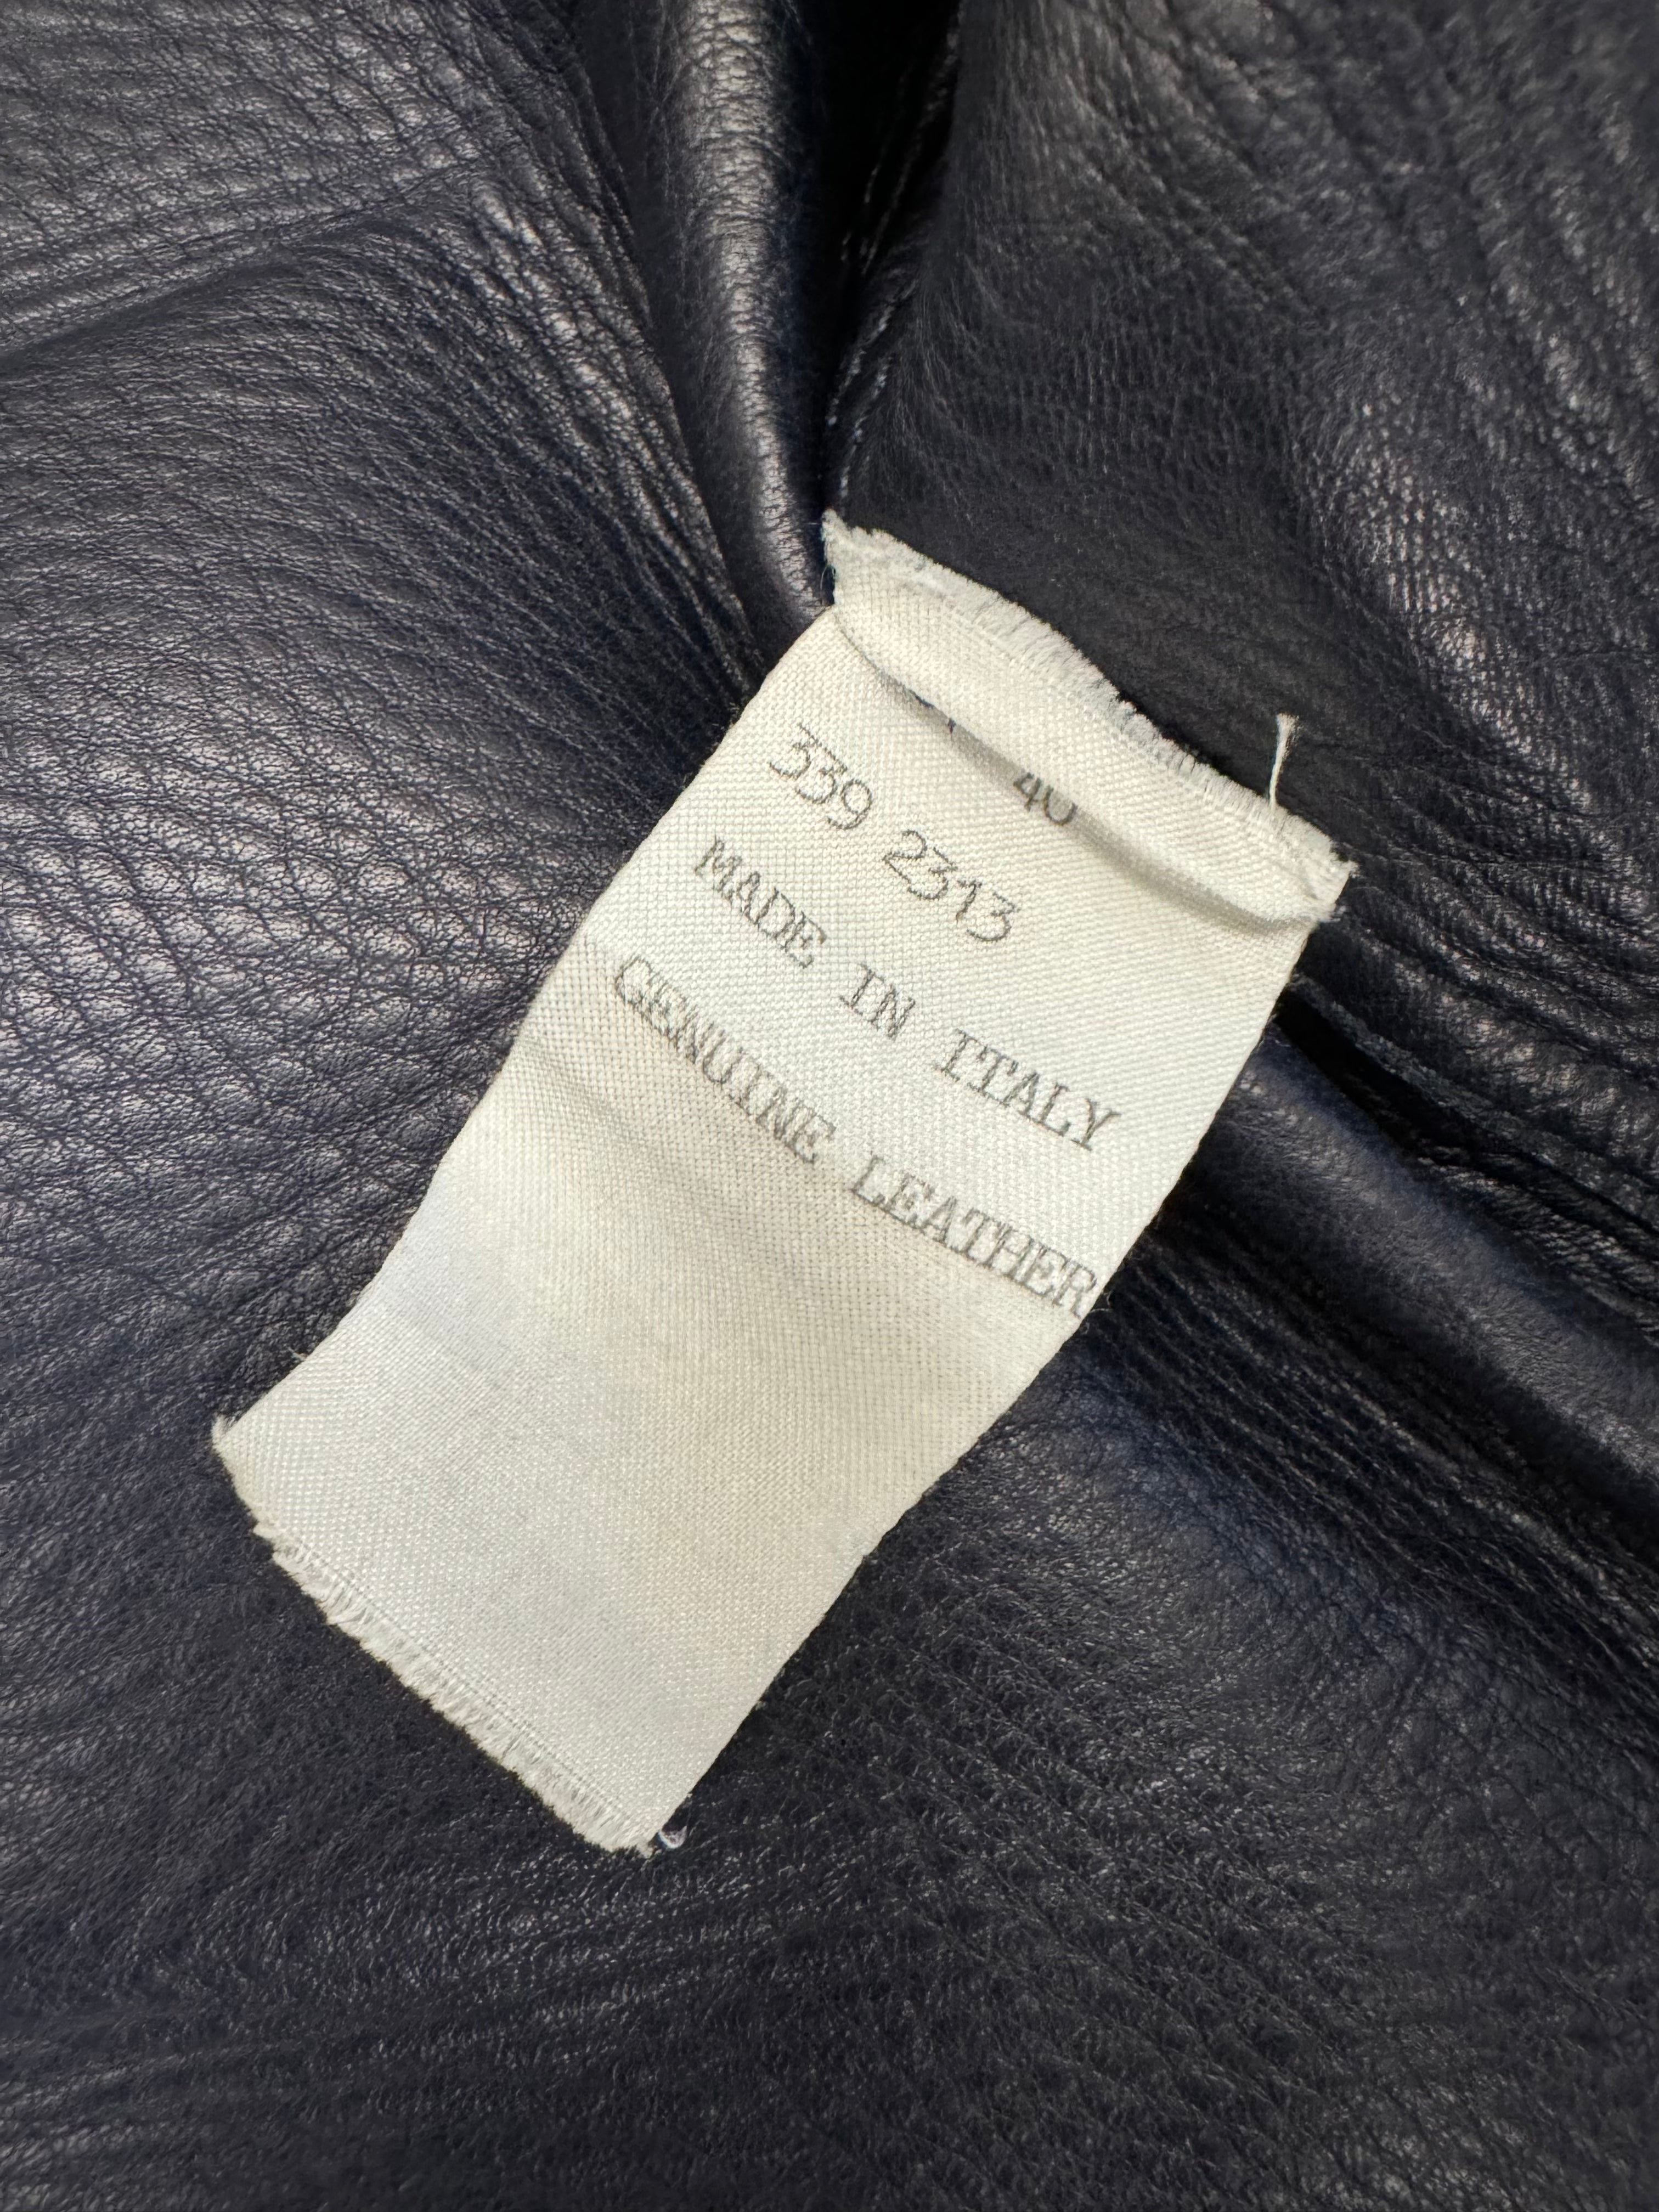 40
339 2313
MADE IN ITALY
GENUINE LEATHER